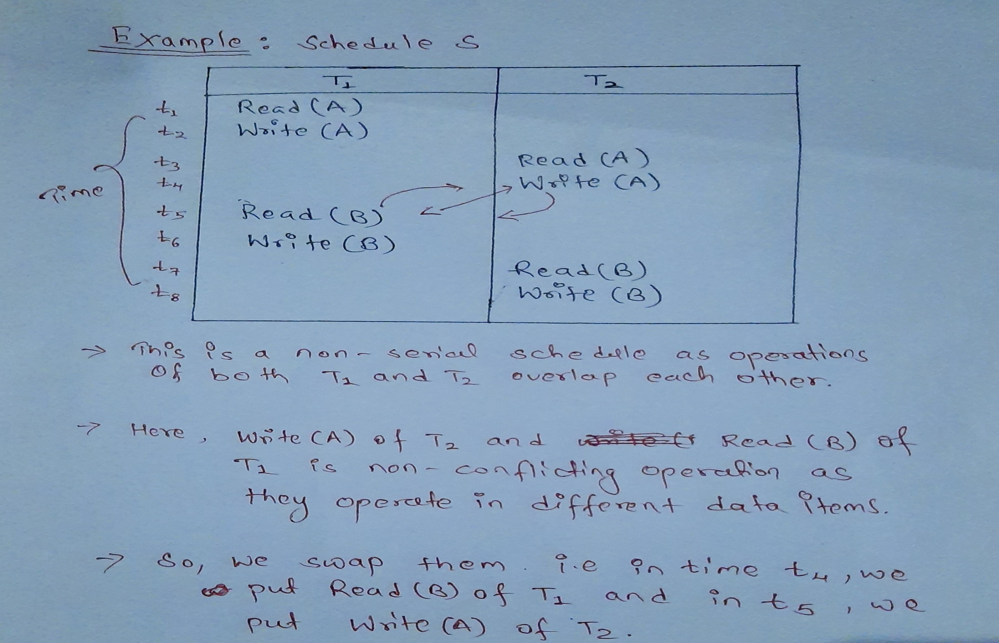 Example : Schedule S
T1 T2
t1 Read (A)
t2 Write (A)
t3 Read (A)
t4 Write (A)
Time
t5 Read (B)
t6 Write (B)
t7 Read (B)
t8 Write (B)
→ This is a non-serial schedule as operations
of both T1 and T2 overlap each other.
→ Here, Write (A) of T2 and Read (B) of
T1 is non-conflicting operation as
they operate in different data items.
→ So, we swap them. i.e in time t4, we
put Read (B) of T1 and in t5, we
put Write (A) of T2.